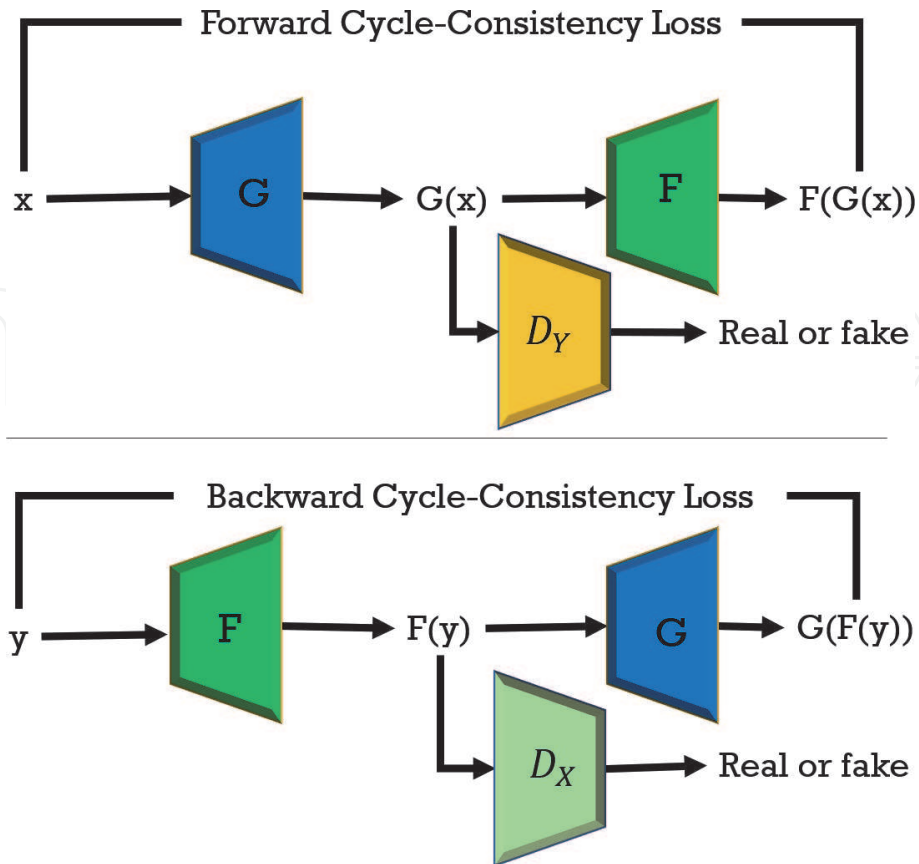 Forward Cycle-Consistency Loss
x
G
G(x)
F
F(G(x))
D_Y
Real or fake
Backward Cycle-Consistency Loss
y
F
F(y)
G
G(F(y))
D_X
Real or fake